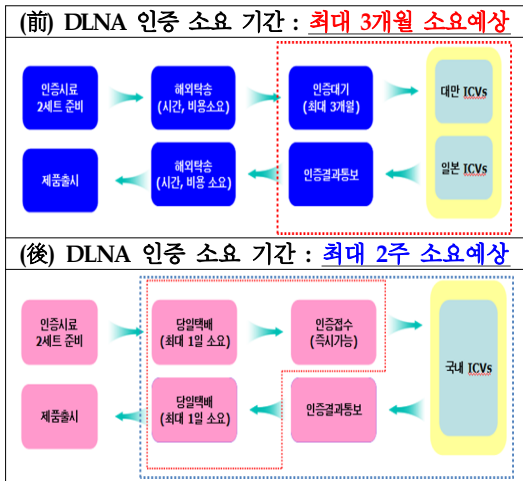 (前) DLNA 인증 소요 기간 : 최대 3개월 소요예상
인증시료
2세트 준비
해외탁송
(시간, 비용소요)
인증대기
(최대 3개월)
대만 ICVs
제품출시
해외탁송
(시간, 비용 소요)
인증결과통보
일본 ICVs
(後) DLNA 인증 소요 기간 : 최대 2주 소요예상
인증시료
2세트 준비
당일택배
(최대 1일 소요)
인증접수
(즉시가능)
국내 ICVs
제품출시
당일택배
(최대 1일 소요)
인증결과통보